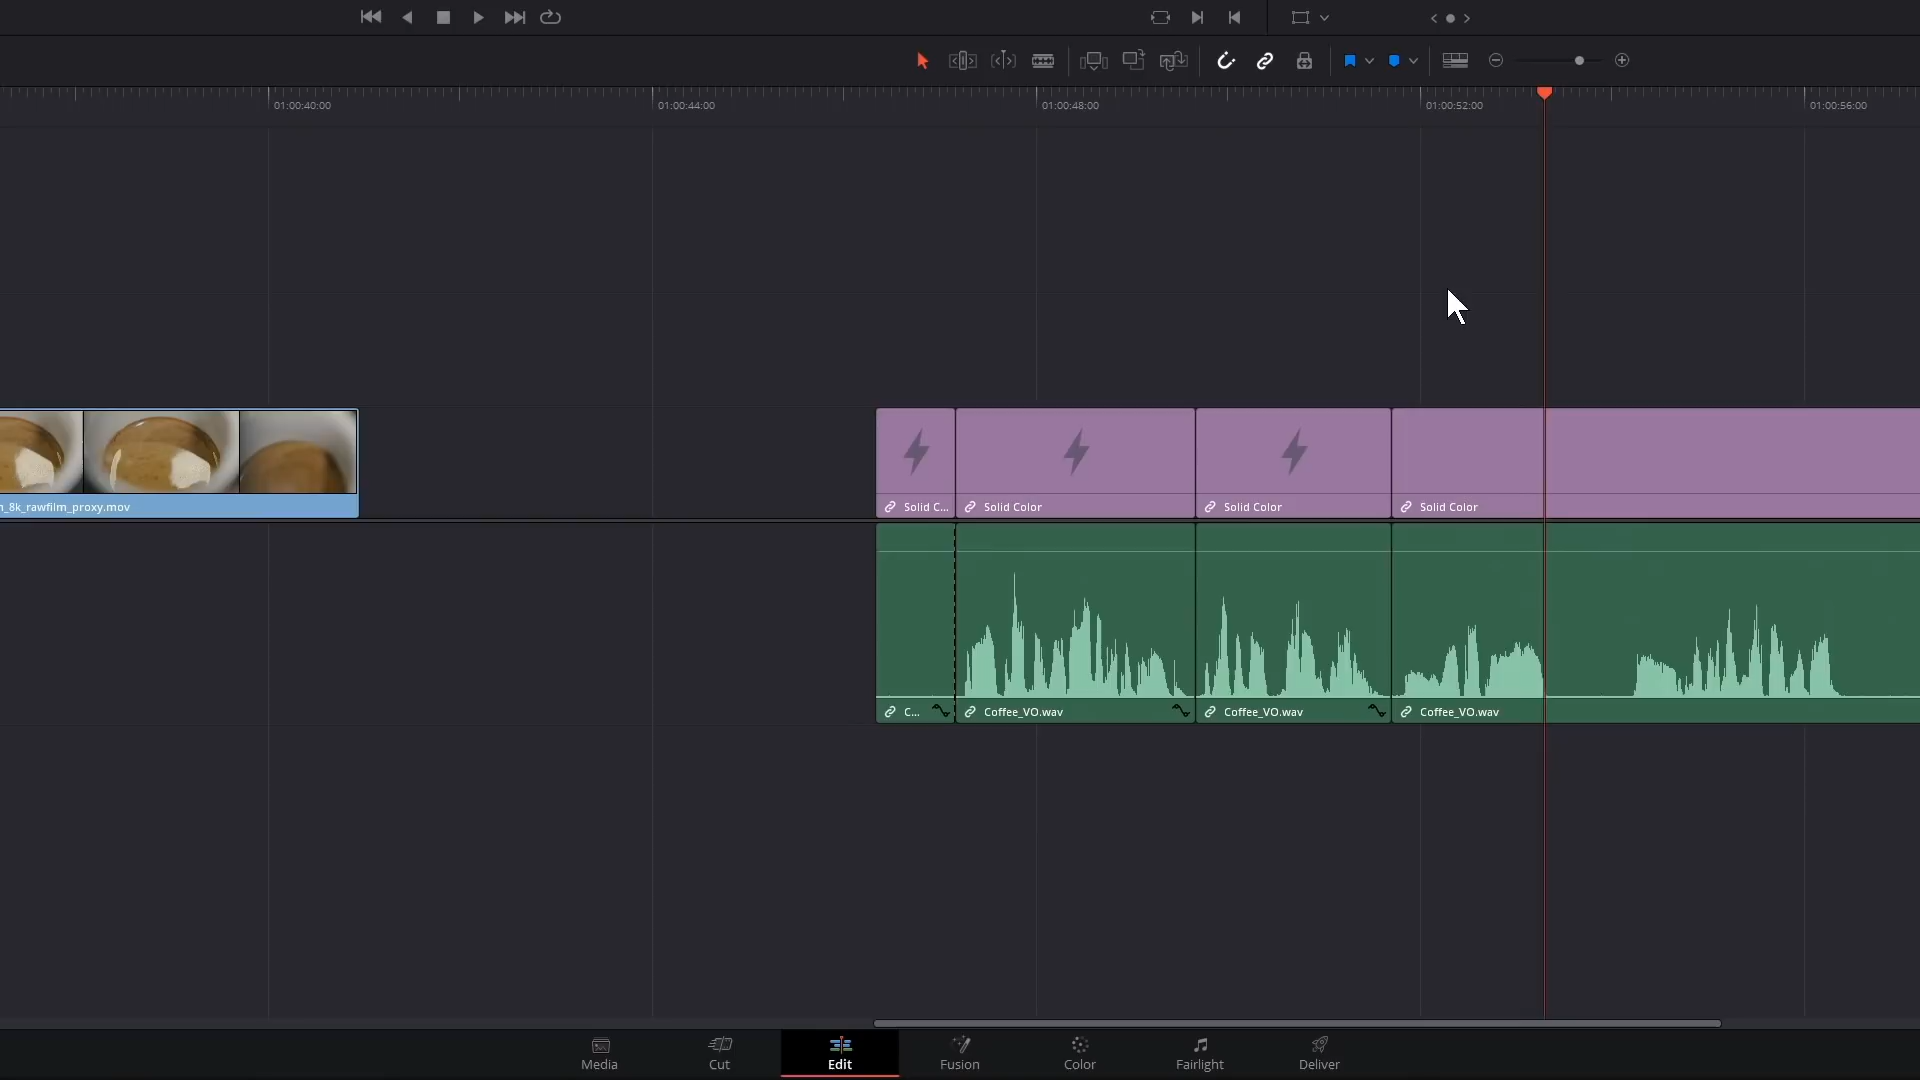 01:00:40:00
01:00:44:00
01:00:48:00
01:00:52:00
01:00:56:00
n_8k_rawfilm_proxy.mov
Solid C...
Solid Color
Solid Color
Solid Color
C...
Coffee_VO.wav
Coffee_VO.wav
Coffee_VO.wav
Media
Cut
Edit
Fusion
Color
Fairlight
Deliver